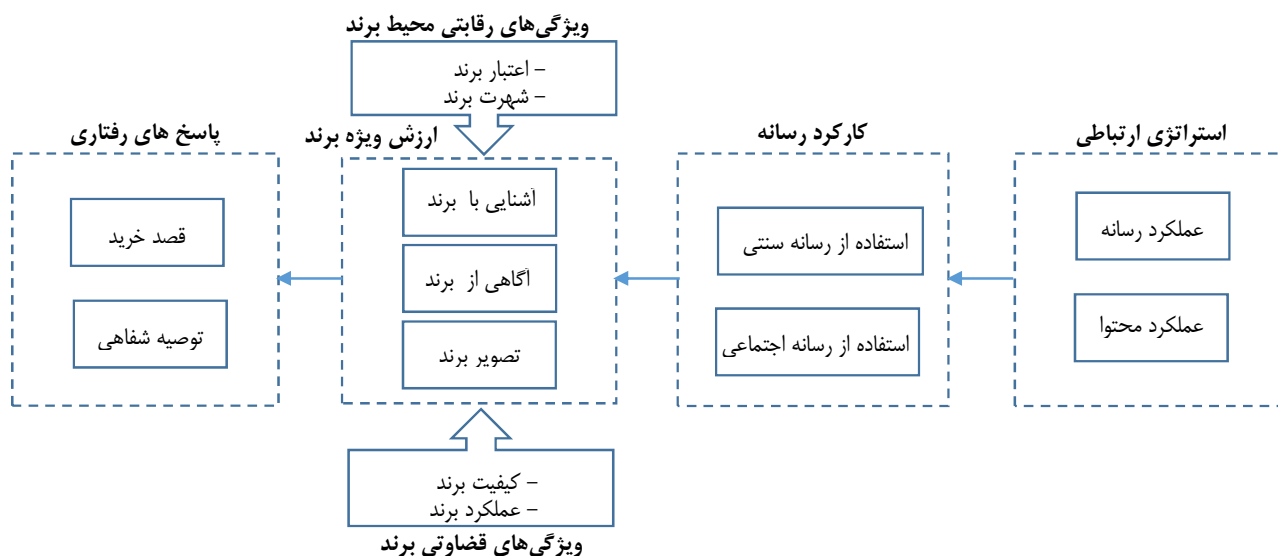 ویژگی‌های رقابتی محیط برند
- اعتبار برند
- شهرت برند
استراتژی ارتباطی
عملکرد رسانه
عملکرد محتوا
کارکرد رسانه
استفاده از رسانه سنتی
استفاده از رسانه اجتماعی
ارزش ویژه برند
آشنایی با برند
آگاهی از برند
تصویر برند
پاسخ های رفتاری
قصد خرید
توصیه شفاهی
- کیفیت برند
- عملکرد برند
ویژگی‌های قضاوتی برند